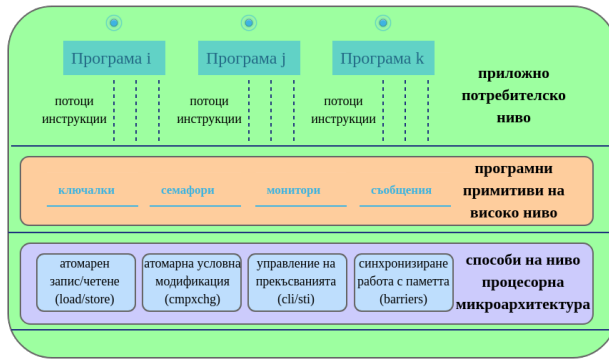 Програма i
Програма j
Програма k
потоци
инструкции
потоци
инструкции
потоци
инструкции
приложно
потребителско
ниво
ключалки
семафори
монитори
съобщения
програмни
примитиви на
високо ниво
атомарен
запис/четене
(load/store)
атомарна условна
модификация
(cmpxchg)
управление на
прекъсванията
(cli/sti)
синхронизиране
работа с паметта
(barriers)
способи на ниво
процесорна
микроархитектура